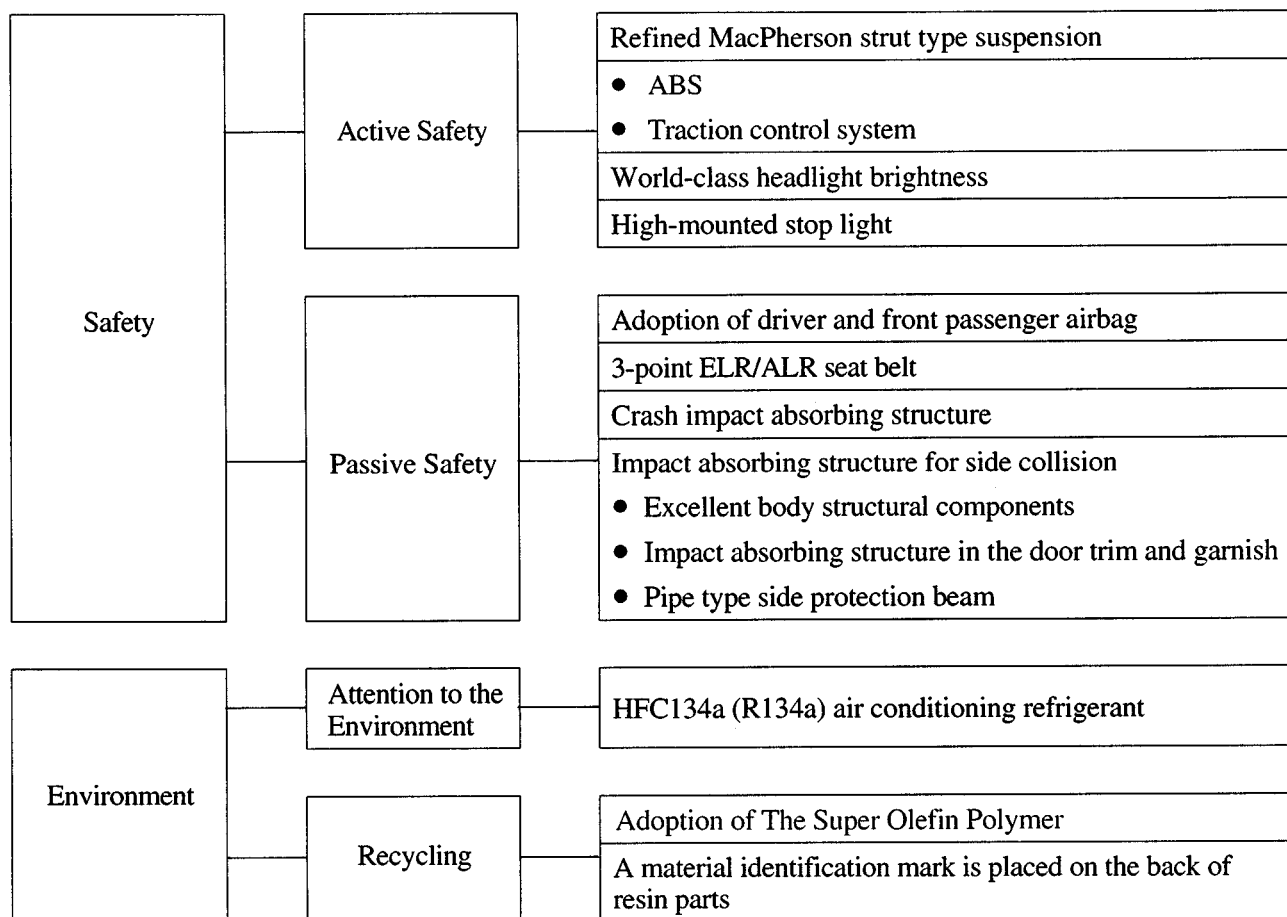 Safety
Active Safety
Refined MacPherson strut type suspension
● ABS
● Traction control system
World-class headlight brightness
High-mounted stop light
Passive Safety
Adoption of driver and front passenger airbag
3-point ELR/ALR seat belt
Crash impact absorbing structure
Impact absorbing structure for side collision
● Excellent body structural components
● Impact absorbing structure in the door trim and garnish
● Pipe type side protection beam
Environment
Attention to the
Environment
HFC134a (R134a) air conditioning refrigerant
Recycling
Adoption of The Super Olefin Polymer
A material identification mark is placed on the back of
resin parts